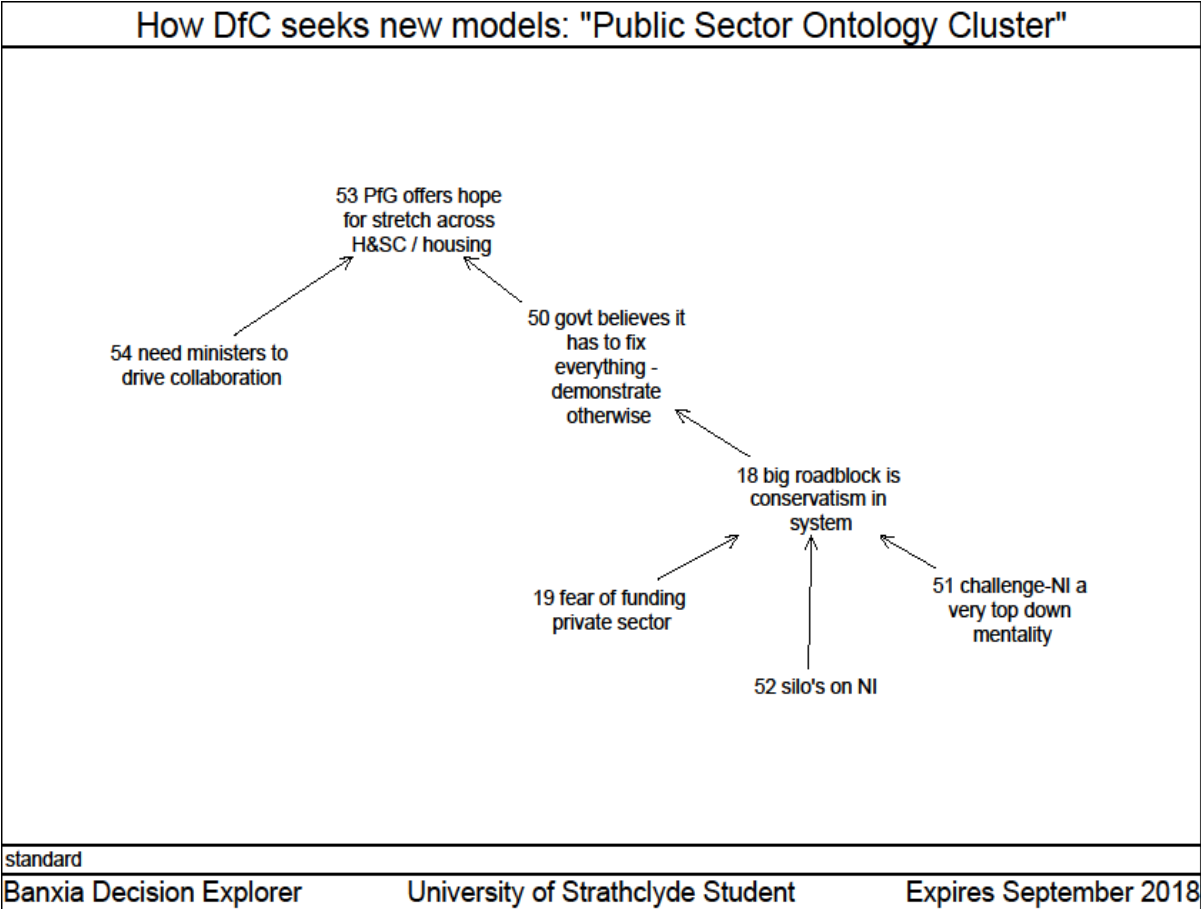 How DfC seeks new models: "Public Sector Ontology Cluster"
53 PfG offers hope
for stretch across
H&SC / housing
50 govt believes it
has to fix
everything -
demonstrate
otherwise
54 need ministers to
drive collaboration
18 big roadblock is
conservatism in
system
19 fear of funding
private sector
51 challenge-NI a
very top down
mentality
52 silo's on NI
standard
Banxia Decision Explorer University of Strathclyde Student Expires September 2018